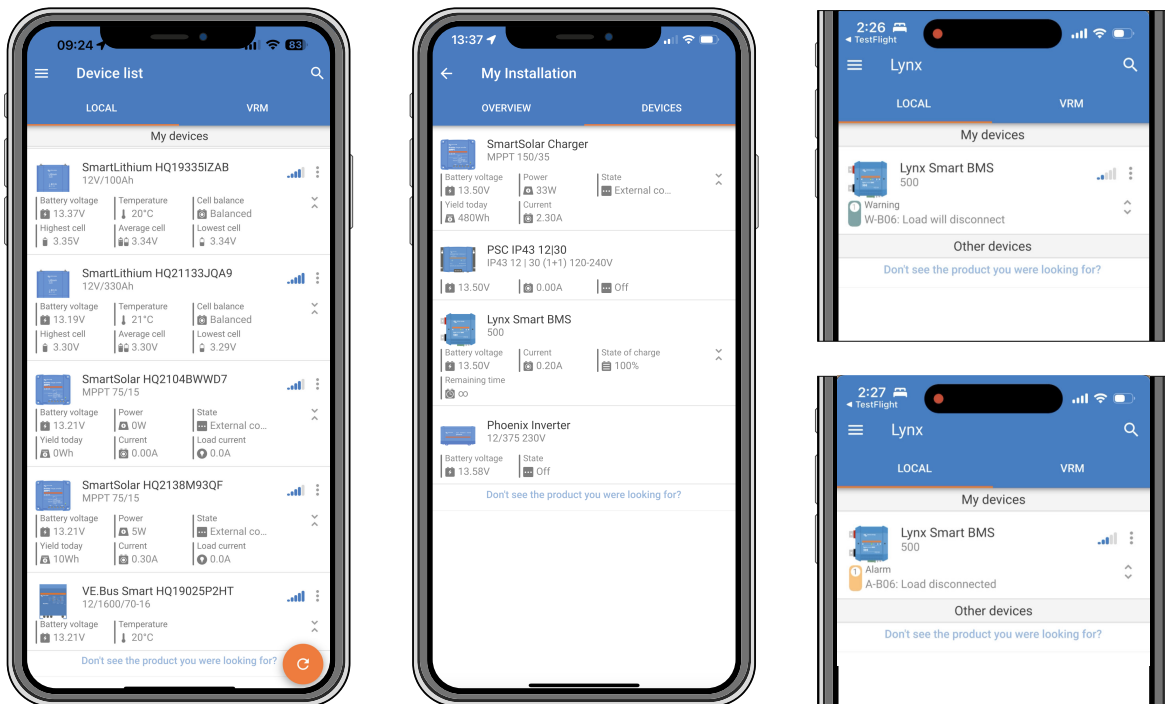 09:24
83
Device list
LOCAL VRM
My devices
SmartLithium HQ19335IZAB
12V/100Ah
Battery voltage Temperature Cell balance
13.37V 20°C Balanced
Highest cell Average cell Lowest cell
3.35V 3.34V 3.34V
SmartLithium HQ21133JQA9
12V/330Ah
Battery voltage Temperature Cell balance
13.19V 21°C Balanced
Highest cell Average cell Lowest cell
3.30V 3.30V 3.29V
SmartSolar HQ2104BWWD7
MPPT 75/15
Battery voltage Power State
13.21V 0W External co...
Yield today Current Load current
0Wh 0.00A 0.0A
SmartSolar HQ2138M93QF
MPPT 75/15
Battery voltage Power State
13.21V 5W External co...
Yield today Current Load current
10Wh 0.30A 0.0A
VE.Bus Smart HQ19025P2HT
12/1600/70-16
Battery voltage Temperature
13.21V 20°C
Don't see the product you were looking for?
13:37
My Installation
OVERVIEW DEVICES
SmartSolar Charger
MPPT 150/35
Battery voltage Power State
13.50V 33W External co...
Yield today Current
480Wh 2.30A
PSC IP43 12|30
IP43 12 | 30 (1+1) 120-240V
13.50V 0.00A Off
Lynx Smart BMS
500
Battery voltage Current State of charge
13.50V 0.20A 100%
Remaining time
∞
Phoenix Inverter
12/375 230V
Battery voltage State
13.58V Off
Don't see the product you were looking for?
2:26
◂ TestFlight
Lynx
LOCAL VRM
My devices
Lynx Smart BMS
500
1 Warning
W-B06: Load will disconnect
Other devices
Don't see the product you were looking for?
2:27
◂ TestFlight
Lynx
LOCAL VRM
My devices
Lynx Smart BMS
500
1 Alarm
A-B06: Load disconnected
Other devices
Don't see the product you were looking for?